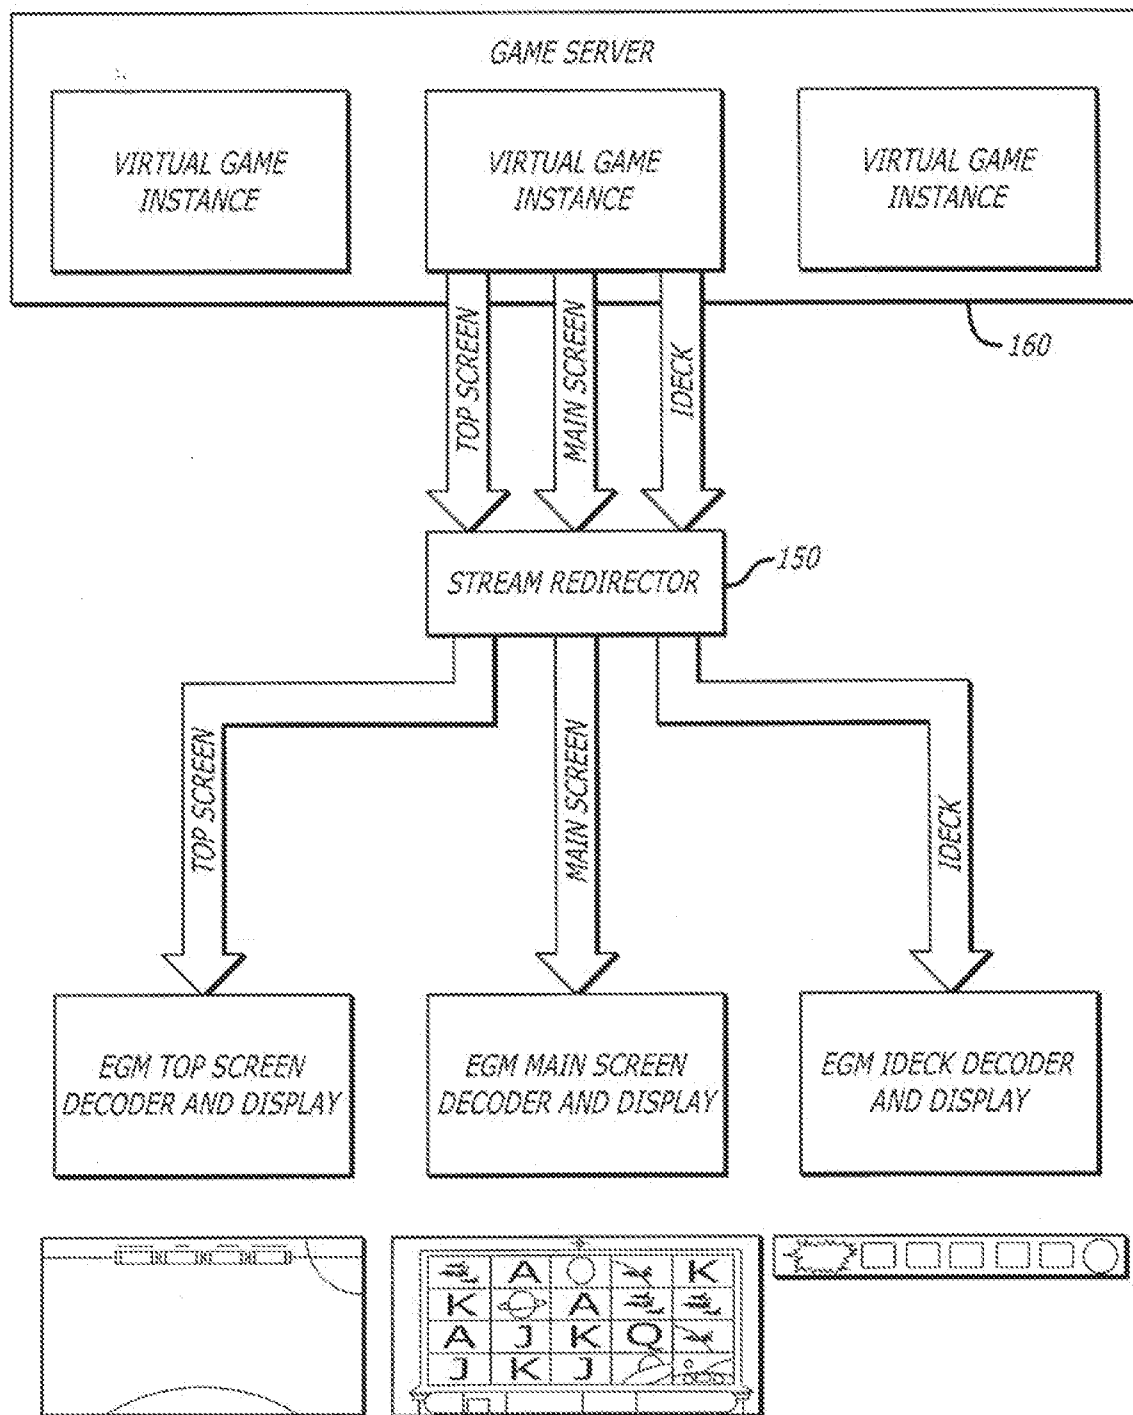 GAME SERVER
VIRTUAL GAME
INSTANCE
VIRTUAL GAME
INSTANCE
VIRTUAL GAME
INSTANCE
TOP SCREEN
MAIN SCREEN
IDECK
160
STREAM REDIRECTOR
150
TOP SCREEN
MAIN SCREEN
IDECK
EGM TOP SCREEN
DECODER AND DISPLAY
EGM MAIN SCREEN
DECODER AND DISPLAY
EGM IDECK DECODER
AND DISPLAY
A K
K A
A J K Q
J K J